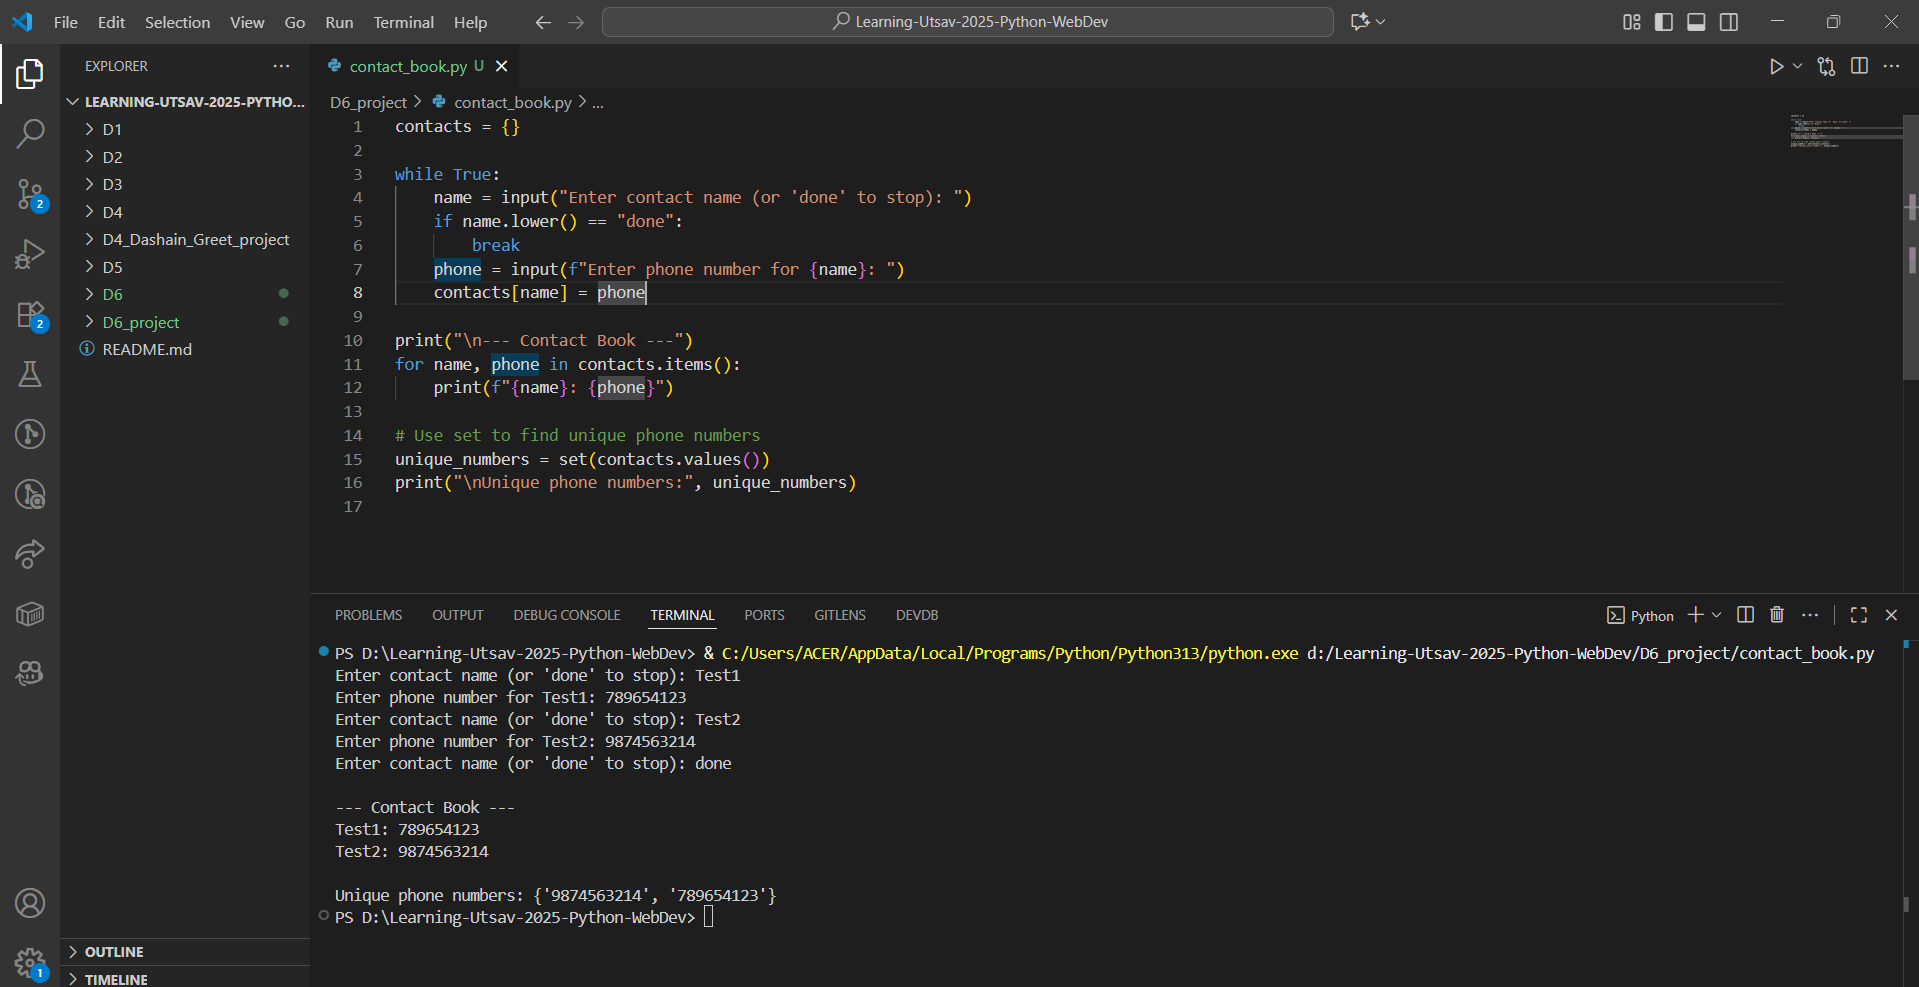 File Edit Selection View Go Run Terminal Help
Learning-Utsav-2025-Python-WebDev
EXPLORER
LEARNING-UTSAV-2025-PYTHO...
D1
D2
D3
D4
D4_Dashain_Greet_project
D5
D6
D6_project
README.md
2
2
1
OUTLINE
TIMELINE
contact_book.py U
D6_project > contact_book.py > ...
1 contacts = {}
2
3 while True:
4 name = input("Enter contact name (or 'done' to stop): ")
5 if name.lower() == "done":
6 break
7 phone = input(f"Enter phone number for {name}: ")
8 contacts[name] = phone
9
10 print("\n--- Contact Book ---")
11 for name, phone in contacts.items():
12 print(f"{name}: {phone}")
13
14 # Use set to find unique phone numbers
15 unique_numbers = set(contacts.values())
16 print("\nUnique phone numbers:", unique_numbers)
17
PROBLEMS OUTPUT DEBUG CONSOLE TERMINAL PORTS GITLENS DEVDB
Python
PS D:\Learning-Utsav-2025-Python-WebDev> & C:/Users/ACER/AppData/Local/Programs/Python/Python313/python.exe d:/Learning-Utsav-2025-Python-WebDev/D6_project/contact_book.py
Enter contact name (or 'done' to stop): Test1
Enter phone number for Test1: 789654123
Enter contact name (or 'done' to stop): Test2
Enter phone number for Test2: 9874563214
Enter contact name (or 'done' to stop): done
--- Contact Book ---
Test1: 789654123
Test2: 9874563214
Unique phone numbers: {'9874563214', '789654123'}
PS D:\Learning-Utsav-2025-Python-WebDev>